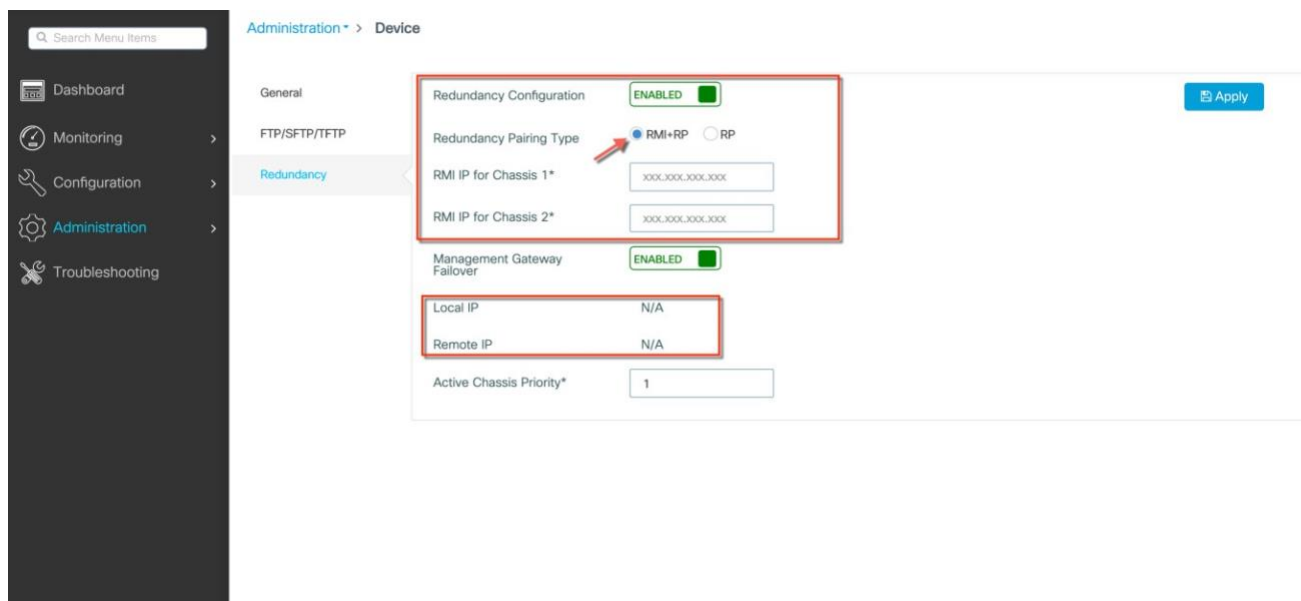 Search Menu Items
Administration > Device
Dashboard
Monitoring >
Configuration >
Administration >
Troubleshooting
General
FTP/SFTP/TFTP
Redundancy
Redundancy Configuration ENABLED
Apply
Redundancy Pairing Type RMI+RP RP
RMI IP for Chassis 1* xxx.xxx.xxx.xxx
RMI IP for Chassis 2* xxx.xxx.xxx.xxx
Management Gateway
Failover ENABLED
Local IP N/A
Remote IP N/A
Active Chassis Priority* 1